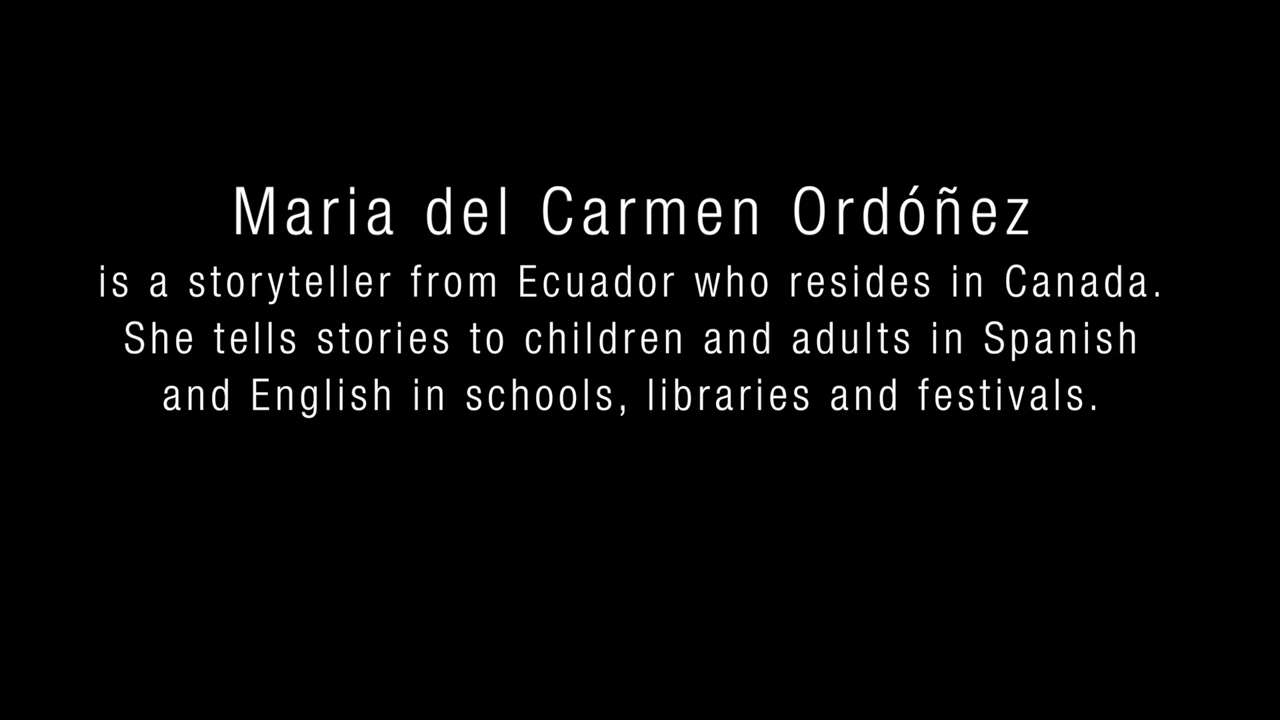 Maria del Carmen Ordóñez
is a storyteller from Ecuador who resides in Canada.
She tells stories to children and adults in Spanish
and English in schools, libraries and festivals.